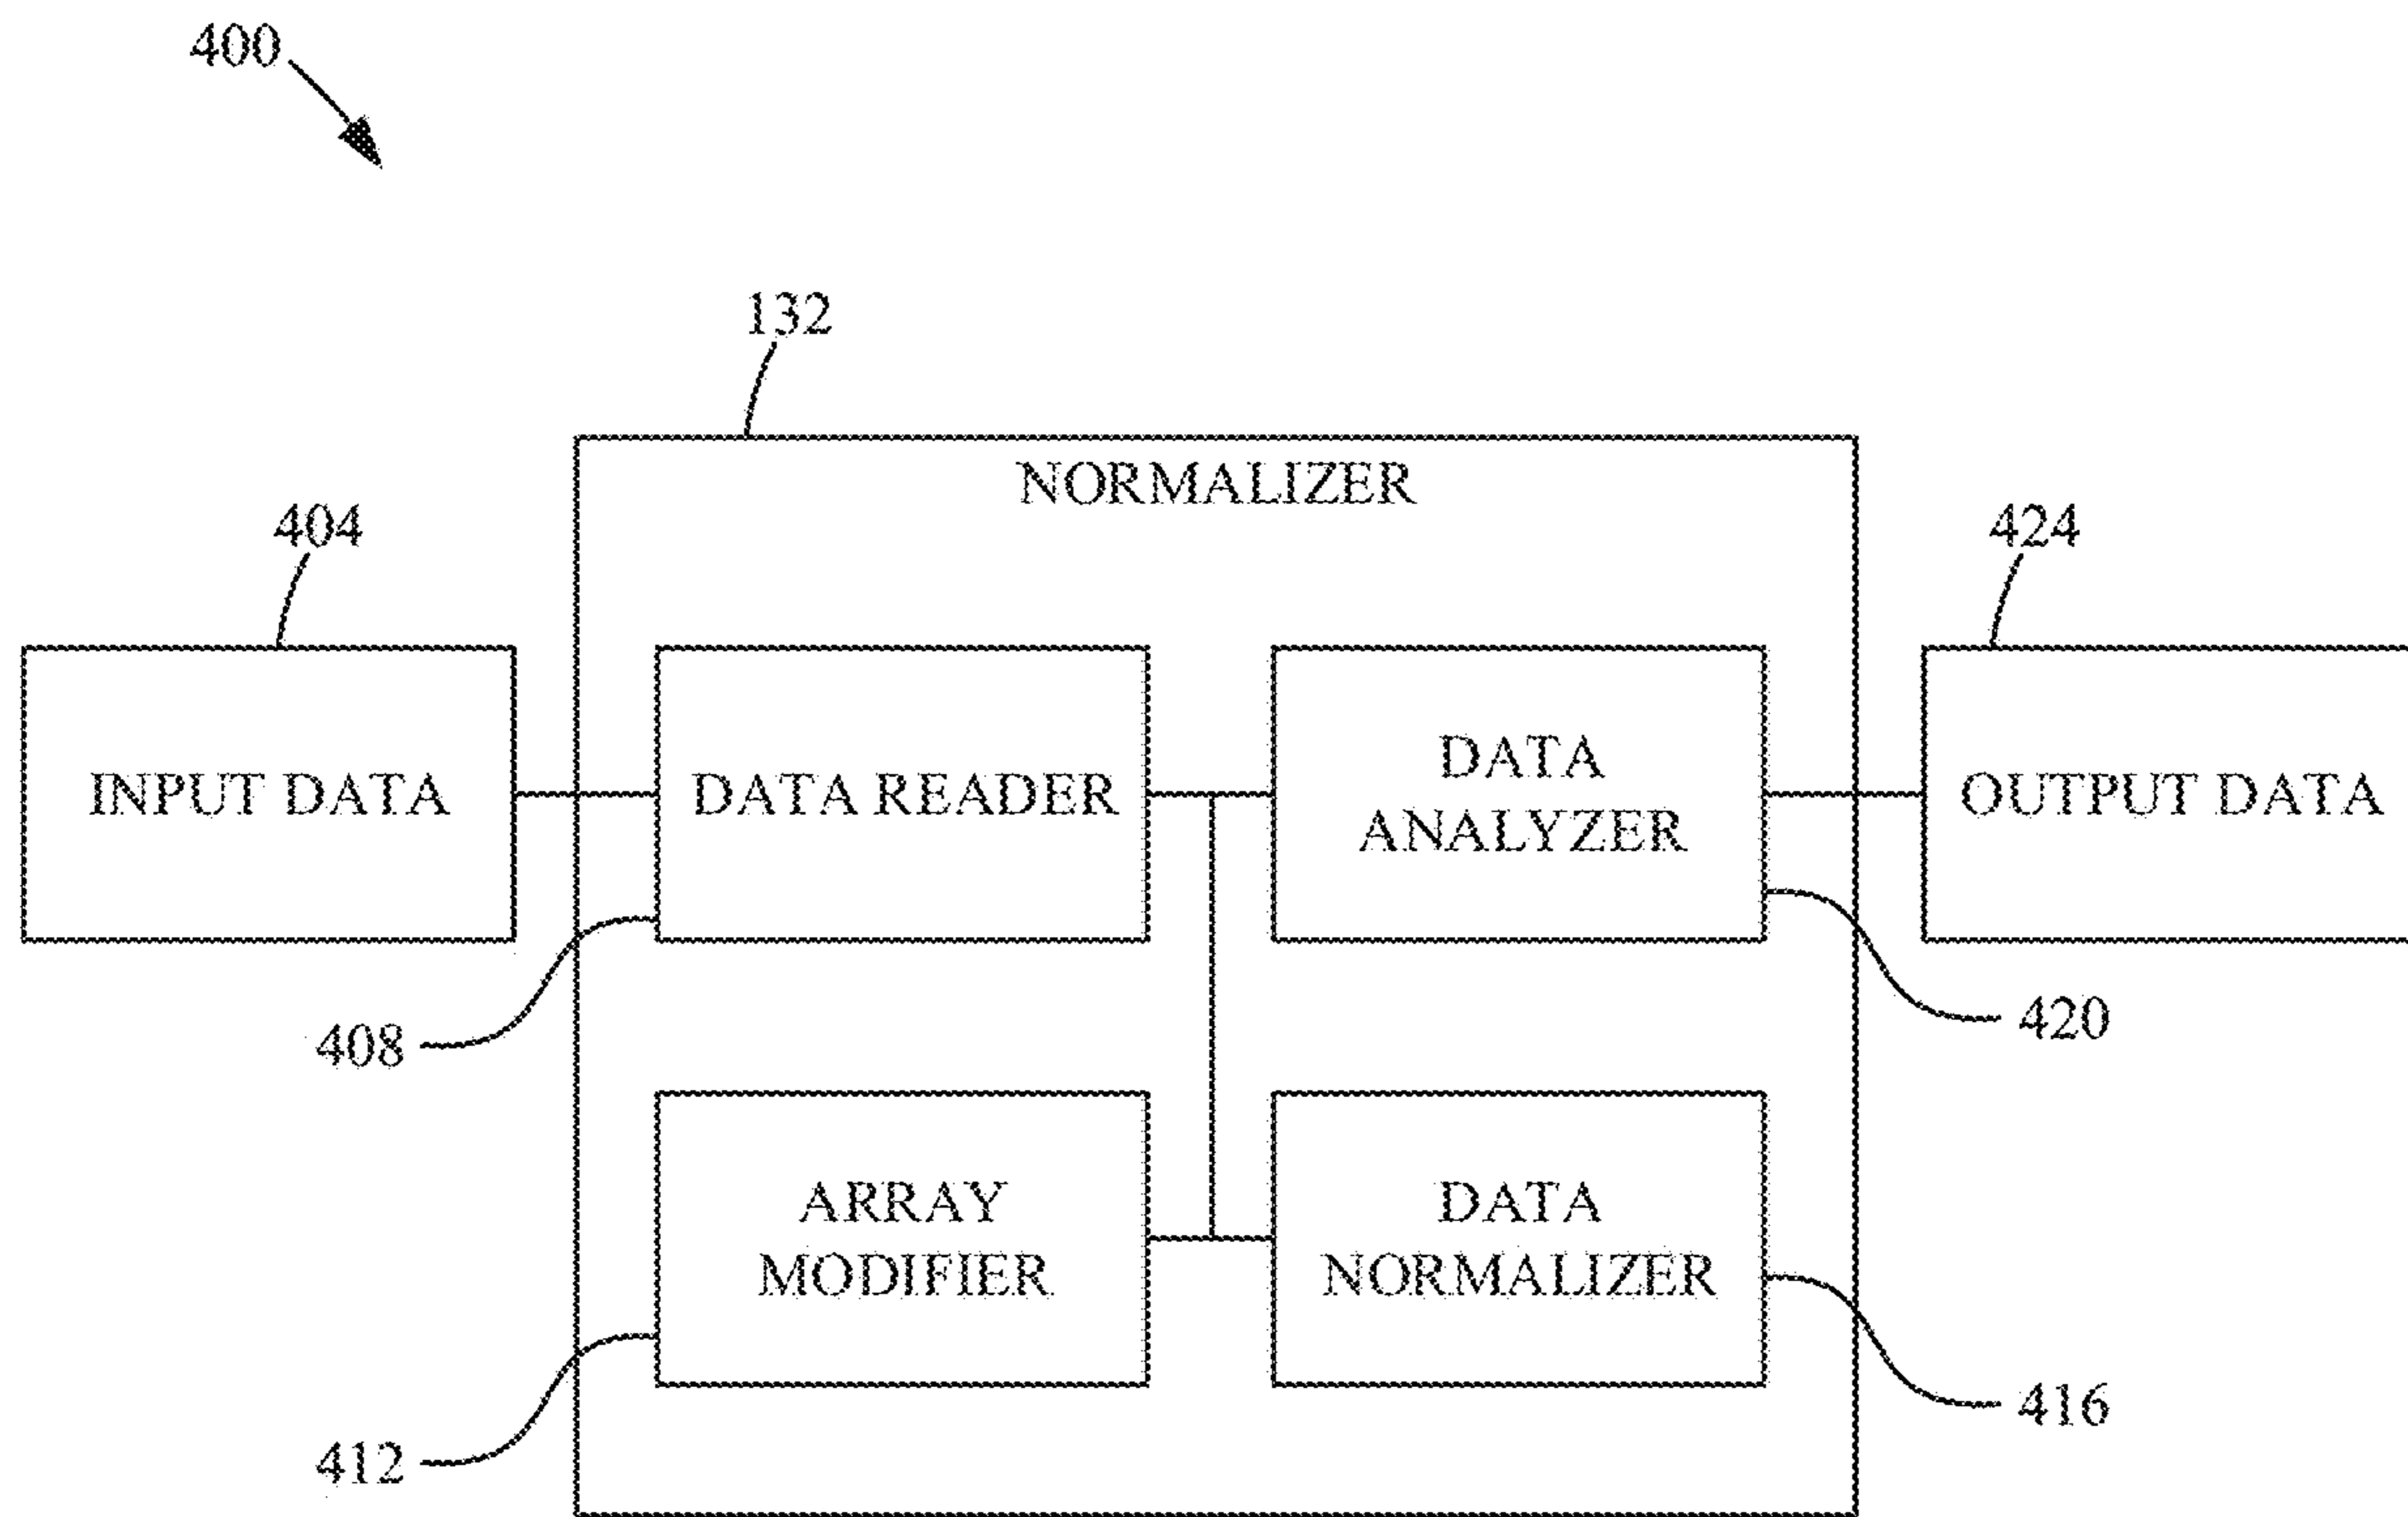 400
132
NORMALIZER
404
424
INPUT DATA
DATA READER
DATA
ANALYZER
OUTPUT DATA
408
420
ARRAY
MODIFIER
DATA
NORMALIZER
412
416